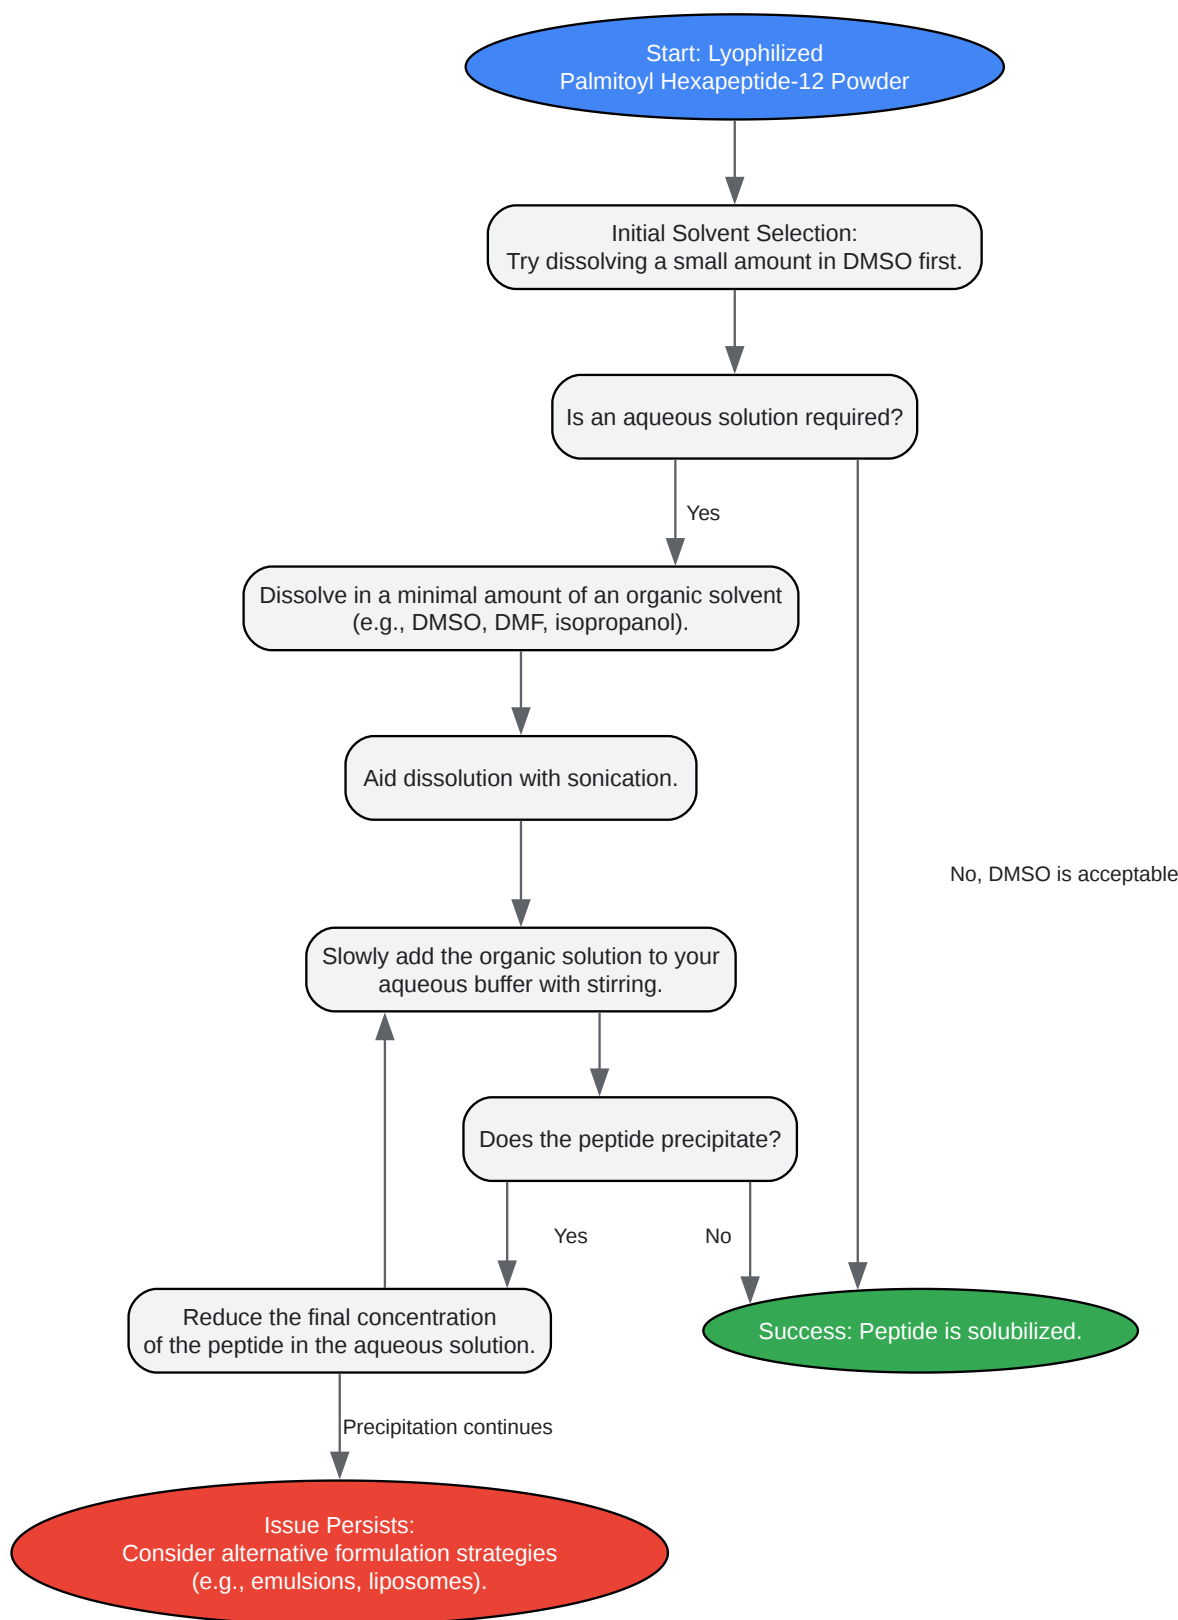 Start: Lyophilized
Palmitoyl Hexapeptide-12 Powder
Initial Solvent Selection:
Try dissolving a small amount in DMSO first.
Is an aqueous solution required?
Yes
Dissolve in a minimal amount of an organic solvent
(e.g., DMSO, DMF, isopropanol).
Aid dissolution with sonication.
No, DMSO is acceptable
Slowly add the organic solution to your
aqueous buffer with stirring.
Does the peptide precipitate?
Yes
No
Reduce the final concentration
of the peptide in the aqueous solution.
Success: Peptide is solubilized.
Precipitation continues
Issue Persists:
Consider alternative formulation strategies
(e.g., emulsions, liposomes).